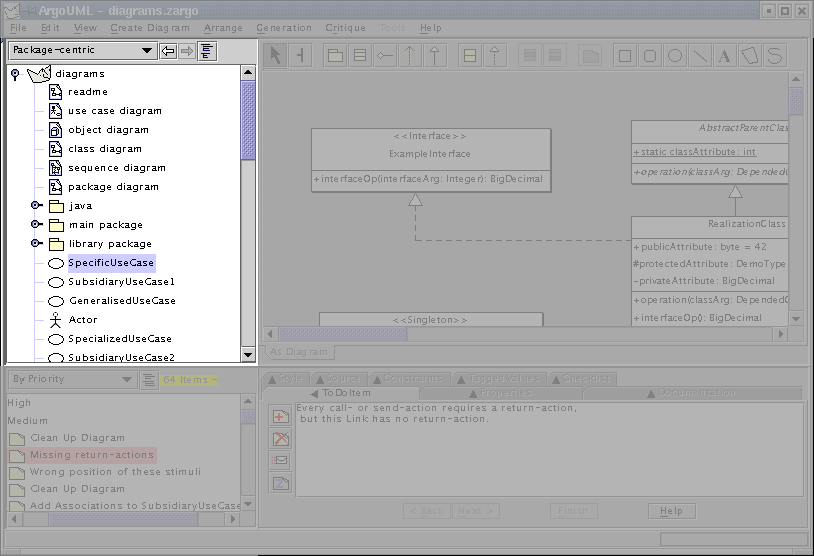 ArgoUML - diagrams.zargo
File Edit View Create Diagram Arrange Generation Critique Tools Help
Package-centric
diagrams
readme
use case diagram
object diagram
class diagram
sequence diagram
package diagram
java
main package
library package
SpecificUseCase
SubsidiaryUseCase1
GeneralisedUseCase
Actor
SpecializedUseCase
SubsidiaryUseCase2
<<Interface>>
ExampleInterface
+interfaceOp(interfaceArg: Integer): BigDecimal
AbstractParentClas
+static classAttribute: int
+operation(classArg: Depended
RealizationClass
+publicAttribute: byte = 42
#protectedAttribute: DemoType
-privateAttribute: BigDecimal
+operation(classArg: Depended
+interfaceOp(): BigDecimal
<<Singleton>>
As Diagram
By Priority
64 Items
High
Medium
Clean Up Diagram
Missing return-actions
Wrong position of these stimuli
Clean Up Diagram
Add Associations to SubsidiaryUseCase
Style Source Constraints Tagged Values Checklist
ToDoItem Properties Documentation
Every call- or send-action requires a return-action,
but this Link has no return-action.
< Back Next > Finish Help